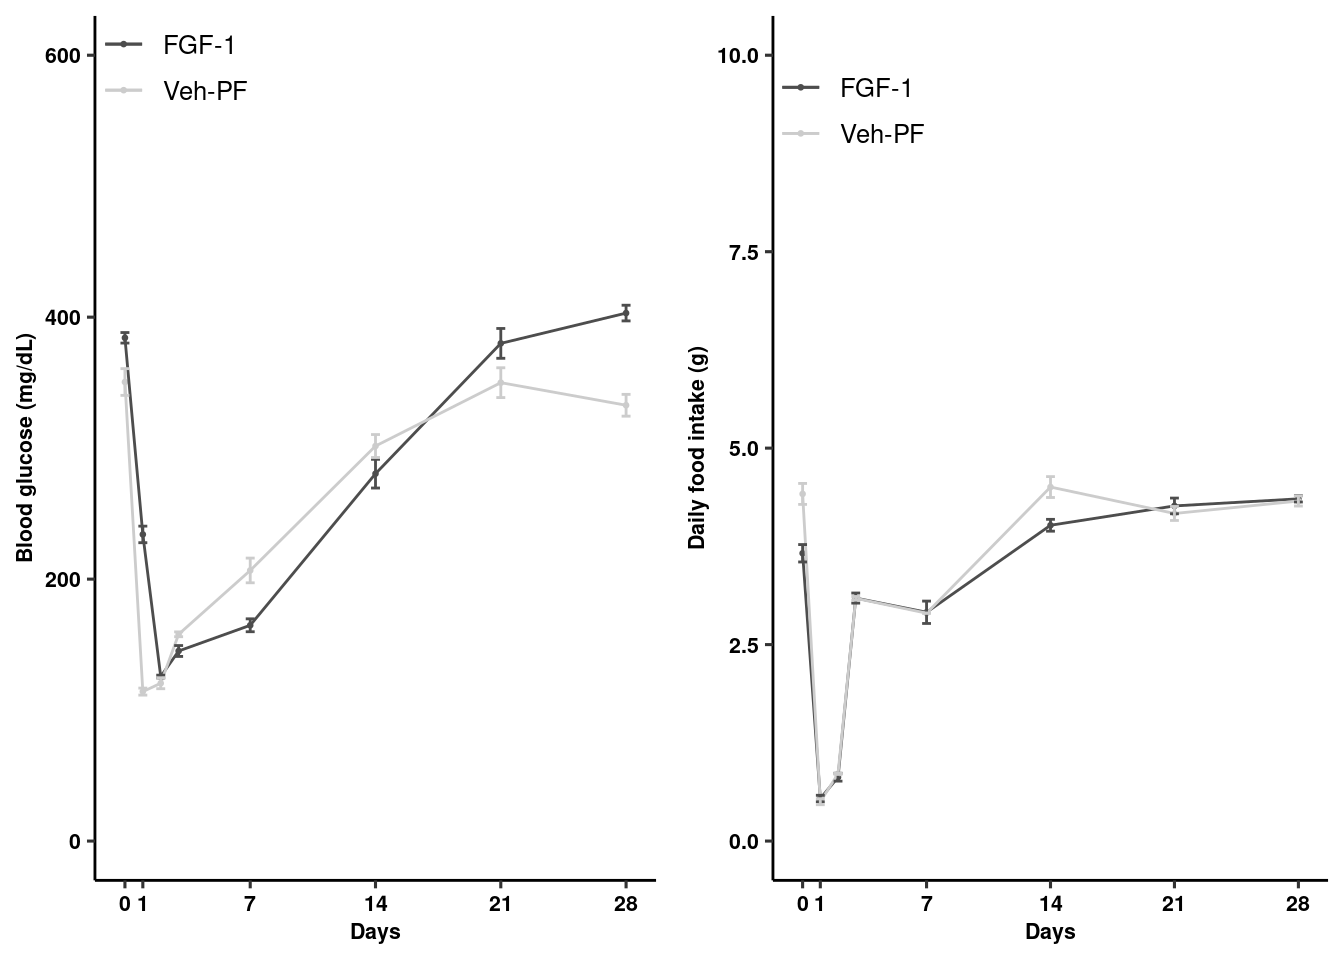 FGF-1
Veh-PF
600
400
200
0
Blood glucose (mg/dL)
0 1 7 14 21 28
Days
FGF-1
Veh-PF
10.0
7.5
5.0
2.5
0.0
Daily food intake (g)
0 1 7 14 21 28
Days